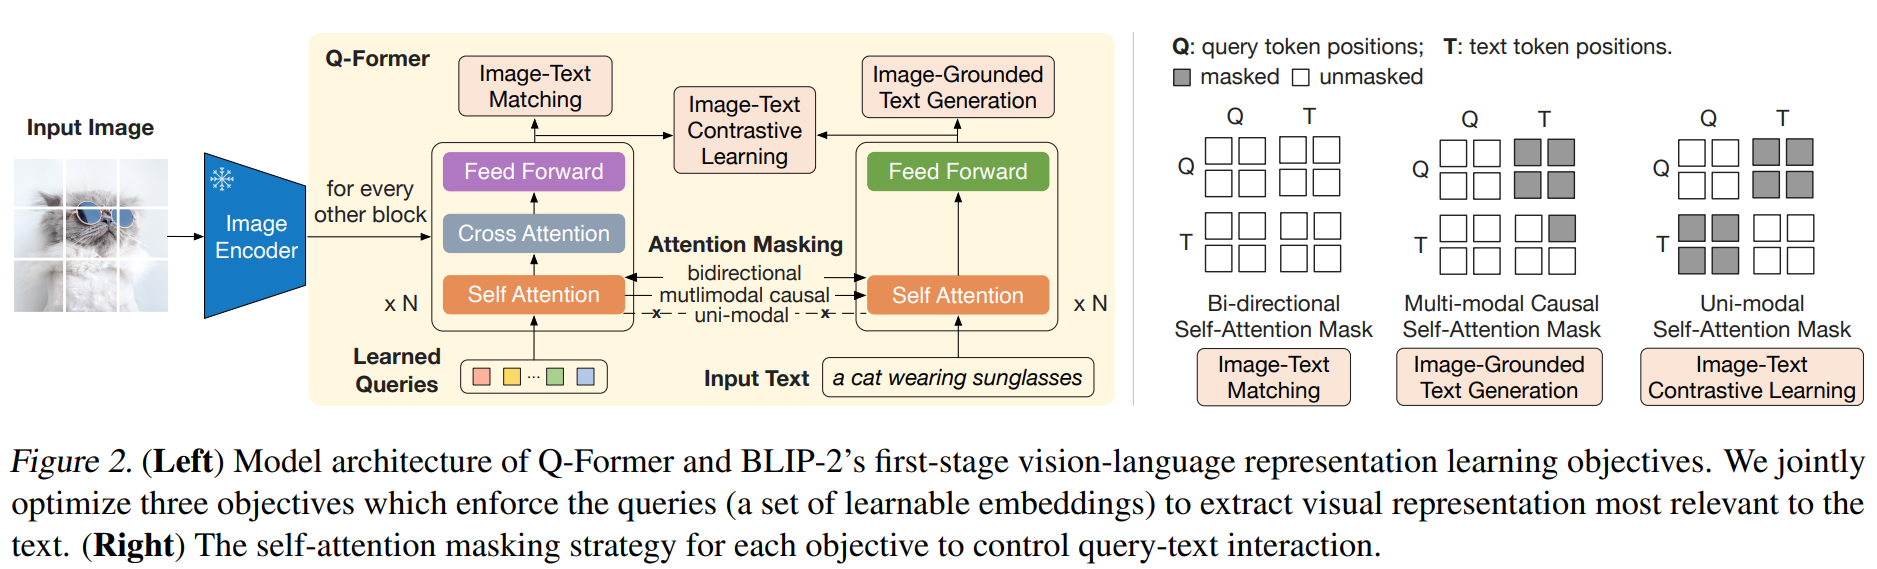 Input Image
Image
Encoder
for every
other block
Q-Former
Image-Text
Matching
Image-Text
Contrastive
Learning
Image-Grounded
Text Generation
Feed Forward
Cross Attention
Self Attention
x N
Attention Masking
bidirectional
mutlimodal causal
x uni-modal x
Feed Forward
Self Attention
x N
Learned
Queries
...
Input Text
a cat wearing sunglasses
Q: query token positions; T: text token positions.
masked unmasked
Q T
Q
T
Bi-directional
Self-Attention Mask
Image-Text
Matching
Q T
Q
T
Multi-modal Causal
Self-Attention Mask
Image-Grounded
Text Generation
Q T
Q
T
Uni-modal
Self-Attention Mask
Image-Text
Contrastive Learning
Figure 2. (Left) Model architecture of Q-Former and BLIP-2's first-stage vision-language representation learning objectives. We jointly
optimize three objectives which enforce the queries (a set of learnable embeddings) to extract visual representation most relevant to the
text. (Right) The self-attention masking strategy for each objective to control query-text interaction.